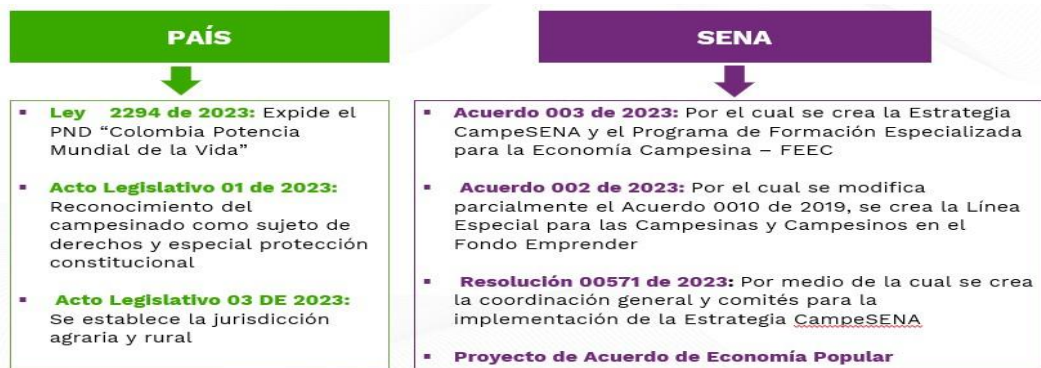 PAÍS
Ley 2294 de 2023: Expide el
PND “Colombia Potencia
Mundial de la Vida”
Acto Legislativo 01 de 2023:
Reconocimiento del
campesinado como sujeto de
derechos y especial protección
constitucional
Acto Legislativo 03 DE 2023:
Se establece la jurisdicción
agraria y rural
SENA
Acuerdo 003 de 2023: Por el cual se crea la Estrategia
CampeSENA y el Programa de Formación Especializada
para la Economía Campesina – FEEC
Acuerdo 002 de 2023: Por el cual se modifica
parcialmente el Acuerdo 0010 de 2019, se crea la Línea
Especial para las Campesinas y Campesinos en el
Fondo Emprender
Resolución 00571 de 2023: Por medio de la cual se crea
la coordinación general y comités para la
implementación de la Estrategia CampeSENA
Proyecto de Acuerdo de Economía Popular